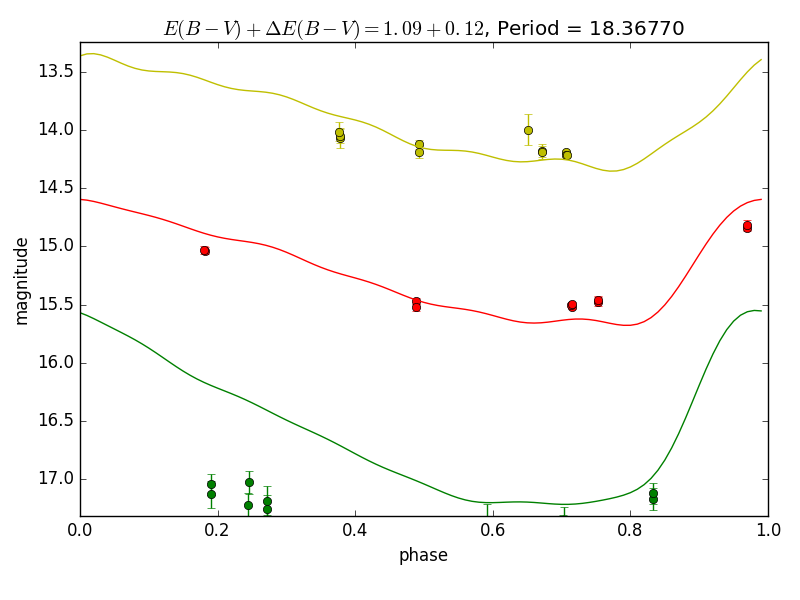 E(B − V) + ΔE(B − V) = 1.09 + 0.12, Period = 18.36770
13.5
14.0
14.5
15.0
15.5
16.0
16.5
17.0
magnitude
0.0 0.2 0.4 0.6 0.8 1.0
phase